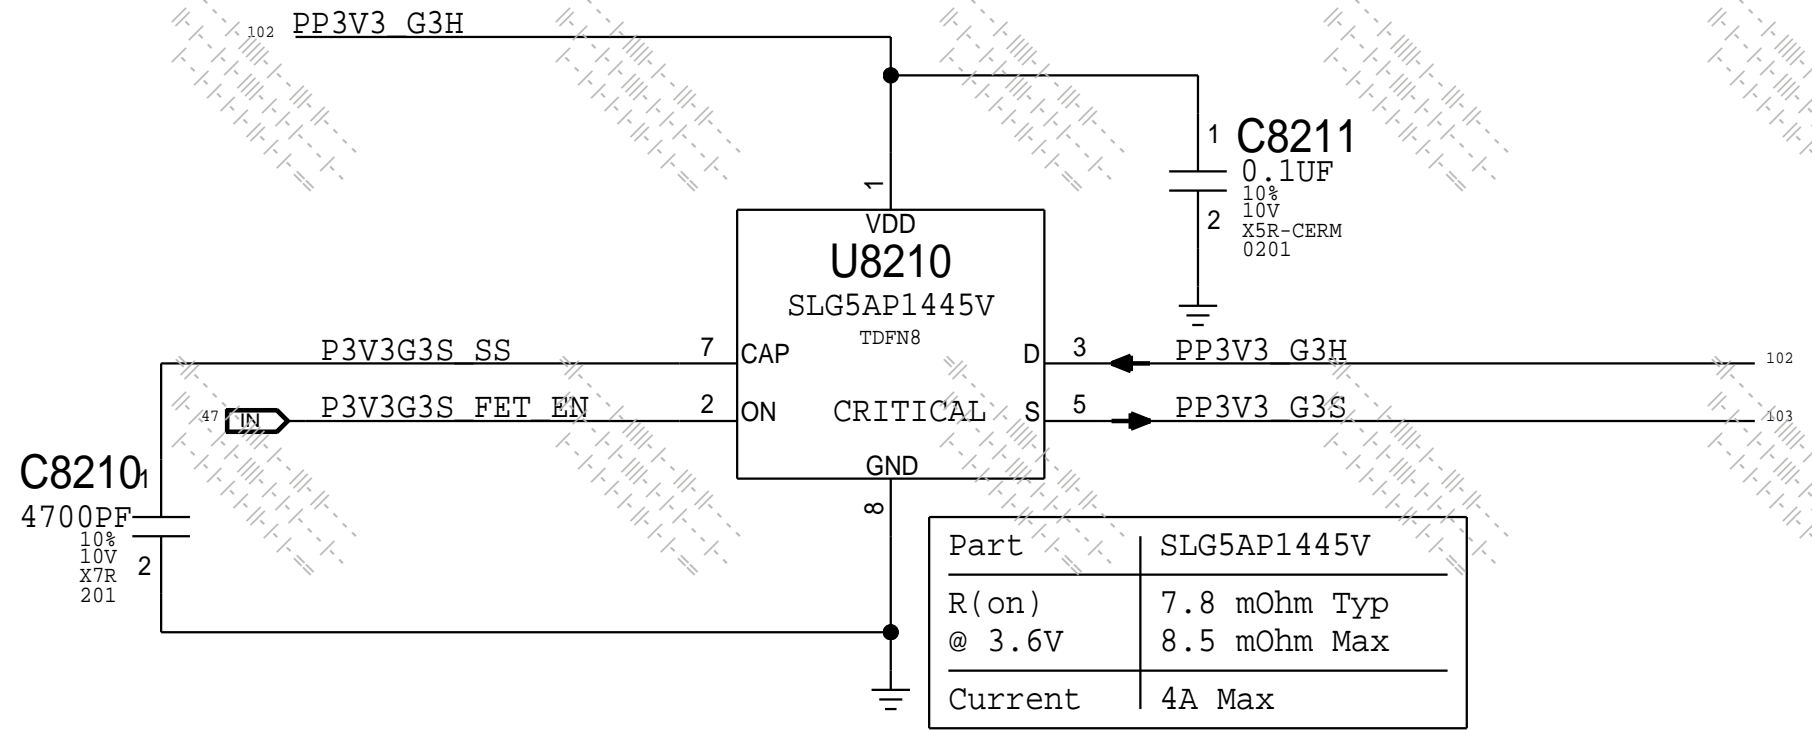 102 PP3V3_G3H
1 C8211
0.1UF
10%
10V
2
X5R-CERM
0201
1
VDD
U8210
SLG5AP1445V
TDFN8
P3V3G3S_SS 7 CAP D 3 PP3V3_G3H 102
47 IN P3V3G3S_FET_EN 2 ON CRITICAL S 5 PP3V3_G3S 103
GND
8
C8210 1
4700PF
10%
10V
X7R 2
201
Part SLG5AP1445V
R(on) 7.8 mOhm Typ
@ 3.6V 8.5 mOhm Max
Current 4A Max